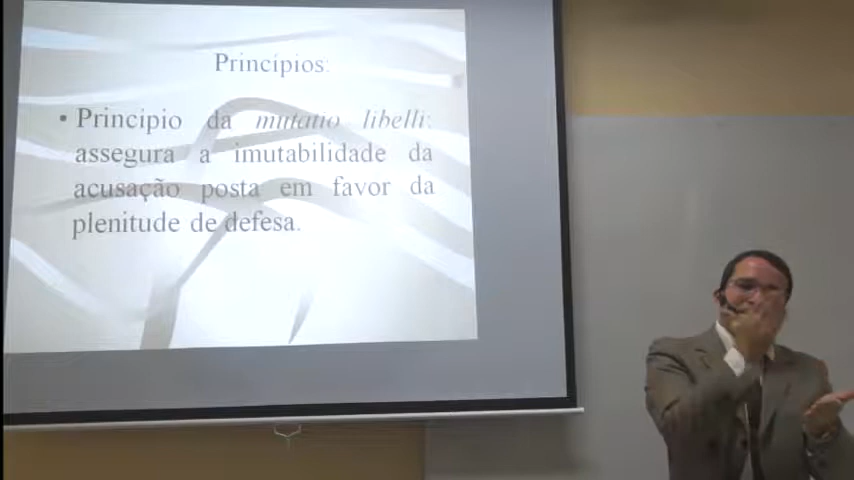 Princípios:
• Principio da mutatio libelli:
assegura a imutabilidade da
acusação posta em favor da
plenitude de defesa.